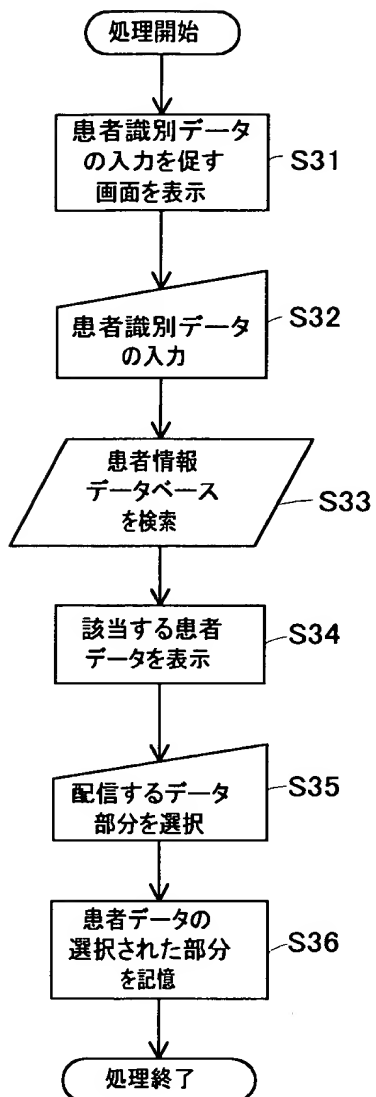 処理開始
患者識別データ
の入力を促す
画面を表示
S31
患者識別データ
の入力
S32
患者情報
データベース
を検索
S33
該当する患者
データを表示
S34
配信するデータ
部分を選択
S35
患者データの
選択された部分
を記憶
S36
処理終了